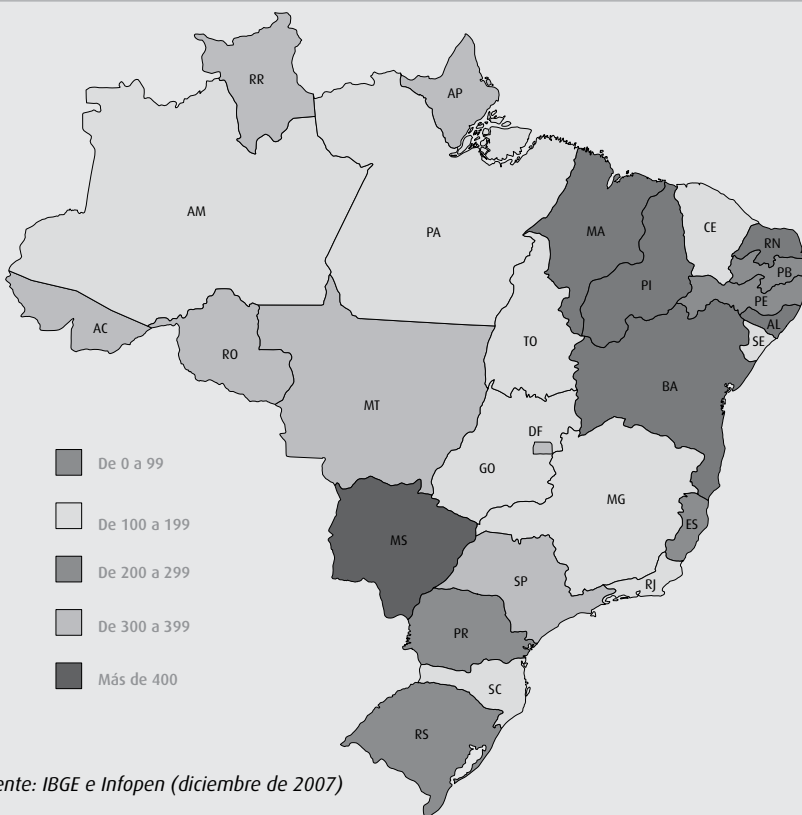 RR
AP
AM
PA
MA
CE
RN
PB
PI
PE
AL
SE
AC
RO
TO
BA
MT
DF
GO
MG
De 0 a 99
De 100 a 199
De 200 a 299
De 300 a 399
Más de 400
MS
ES
SP
RJ
PR
SC
RS
ente: IBGE e Infopen (diciembre de 2007)